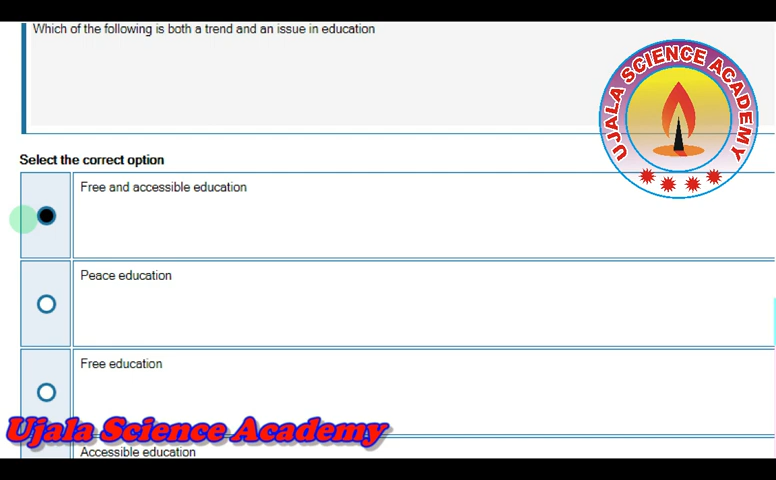 Which of the following is both a trend and an issue in education
UJALA SCIENCE ACADEMY
Select the correct option
Free and accessible education
Peace education
Free education
Ujala Science Academy
Accessible education